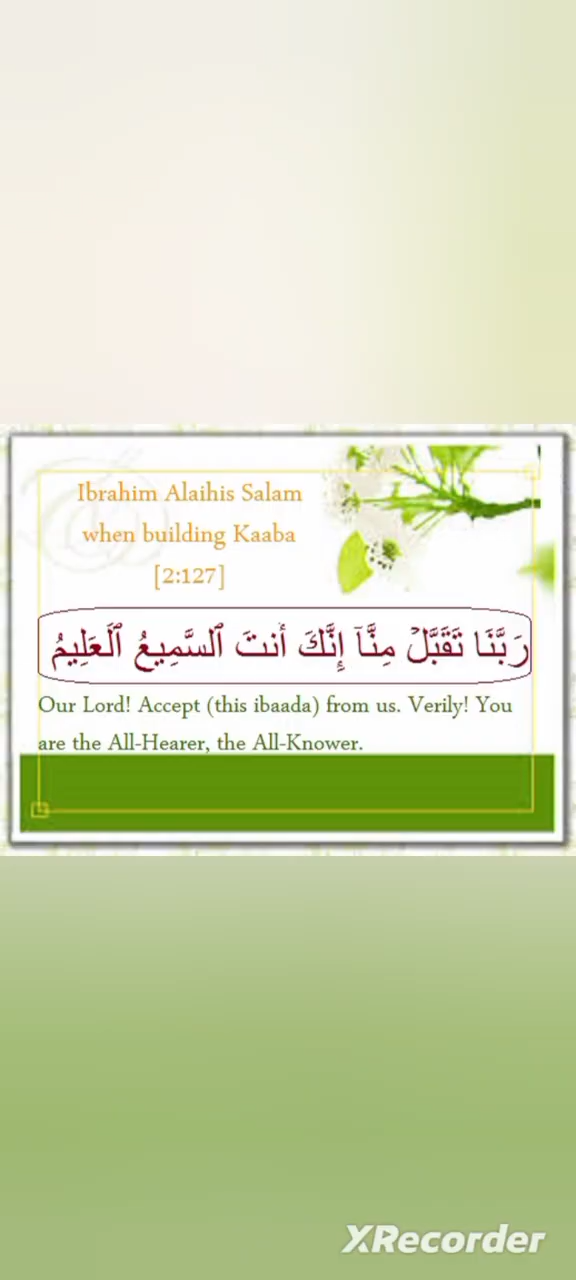 Ibrahim Alaihis Salam
when building Kaaba
[2:127]
رَبَّنَا تَقَبَّلْ مِنَّآ إِنَّكَ أَنتَ ٱلسَّمِيعُ ٱلْعَلِيمُ
Our Lord! Accept (this ibaada) from us. Verily! You
are the All-Hearer, the All-Knower.
XRecorder